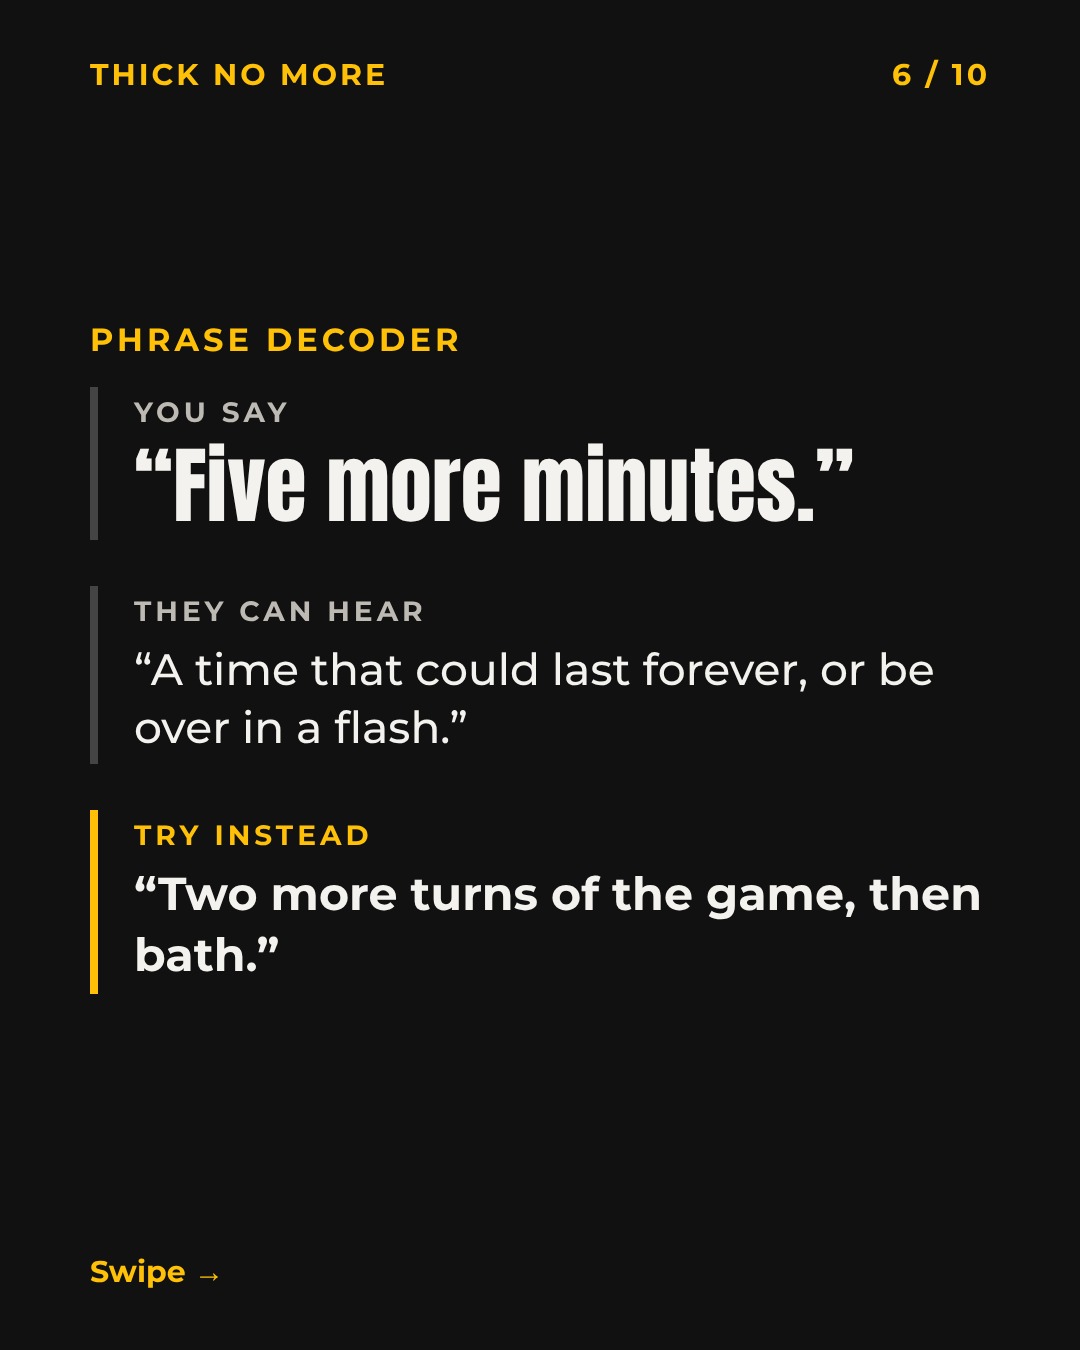 THICK NO MORE
6 / 10
PHRASE DECODER
YOU SAY
“Five more minutes.”
THEY CAN HEAR
“A time that could last forever, or be
over in a flash.”
TRY INSTEAD
“Two more turns of the game, then
bath.”
Swipe →